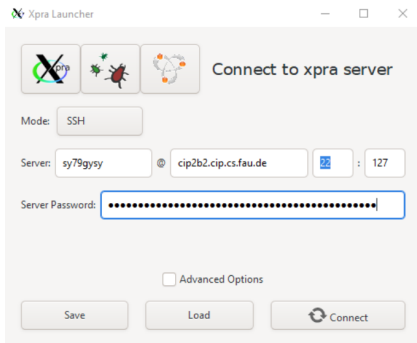 Xpra Launcher
xpra
Connect to xpra server
Mode: SSH
Server: sy79gysy @ cip2b2.cip.cs.fau.de 22 : 127
Server Password: ●●●●●●●●●●●●●●●●●●●●●●●●●●●●●●●●●●●●●●●●●●●●●
Advanced Options
Save Load Connect